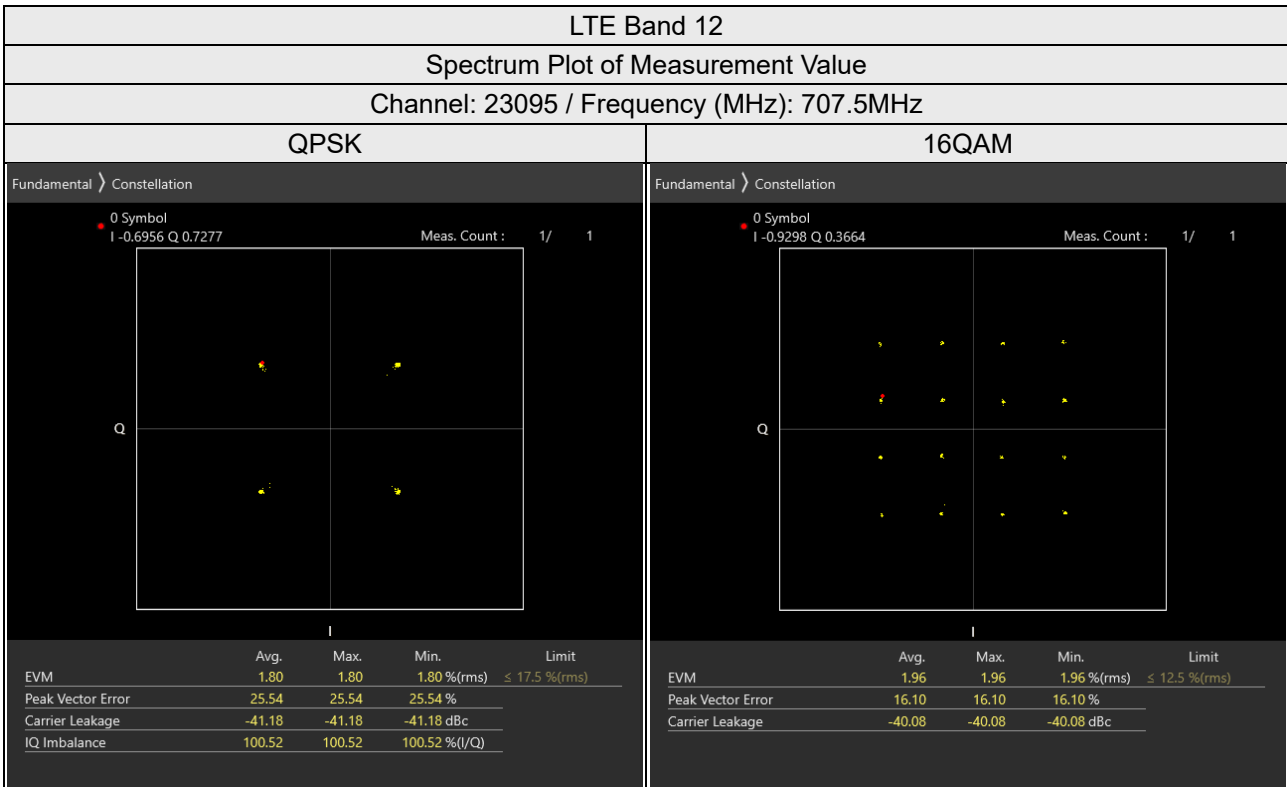 LTE Band 12
Spectrum Plot of Measurement Value
Channel: 23095 / Frequency (MHz): 707.5MHz
QPSK
16QAM
Fundamental 〉 Constellation
0 Symbol
I -0.6956 Q 0.7277
Meas. Count : 1/ 1
Q
I
Avg. Max. Min. Limit
EVM 1.80 1.80 1.80 %(rms) ≤ 17.5 %(rms)
Peak Vector Error 25.54 25.54 25.54 %
Carrier Leakage -41.18 -41.18 -41.18 dBc
IQ Imbalance 100.52 100.52 100.52 %(I/Q)
Fundamental 〉 Constellation
0 Symbol
I -0.9298 Q 0.3664
Meas. Count : 1/ 1
Q
I
Avg. Max. Min. Limit
EVM 1.96 1.96 1.96 %(rms) ≤ 12.5 %(rms)
Peak Vector Error 16.10 16.10 16.10 %
Carrier Leakage -40.08 -40.08 -40.08 dBc